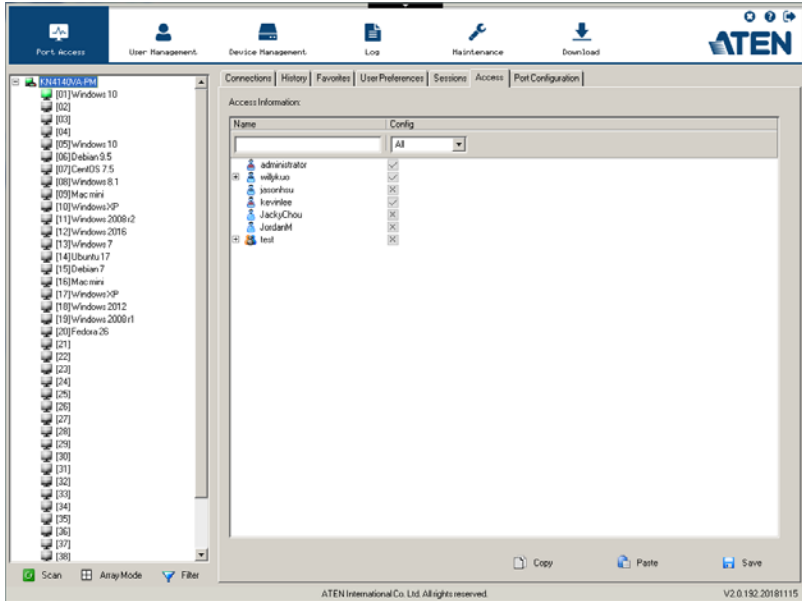 Port Access
User Management
Device Management
Log
Maintenance
Download
ATEN
KN4140VA-PM
[01]Windows 10
[02]
[03]
[04]
[05]Windows 10
[06]Debian 9.5
[07]CentOS 7.5
[08]Windows 8.1
[09]Mac mini
[10]WindowsXP
[11]Windows 2008 r2
[12]Windows 2016
[13]Windows 7
[14]Ubuntu 17
[15]Debian 7
[16]Mac mini
[17]WindowsXP
[18]Windows 2012
[19]Windows 2008 r1
[20]Fedora 26
[21]
[22]
[23]
[24]
[25]
[26]
[27]
[28]
[29]
[30]
[31]
[32]
[33]
[34]
[35]
[36]
[37]
[38]
Scan Array Mode Filter
Connections History Favorites User Preferences Sessions Access Port Configuration
Access Information:
Name Config
All
administrator
willykuo
jasonhsu
kevinlee
JackyChou
JordanM
test
Copy Paste Save
ATEN International Co. Ltd. All rights reserved.
V2.0.192.20181115